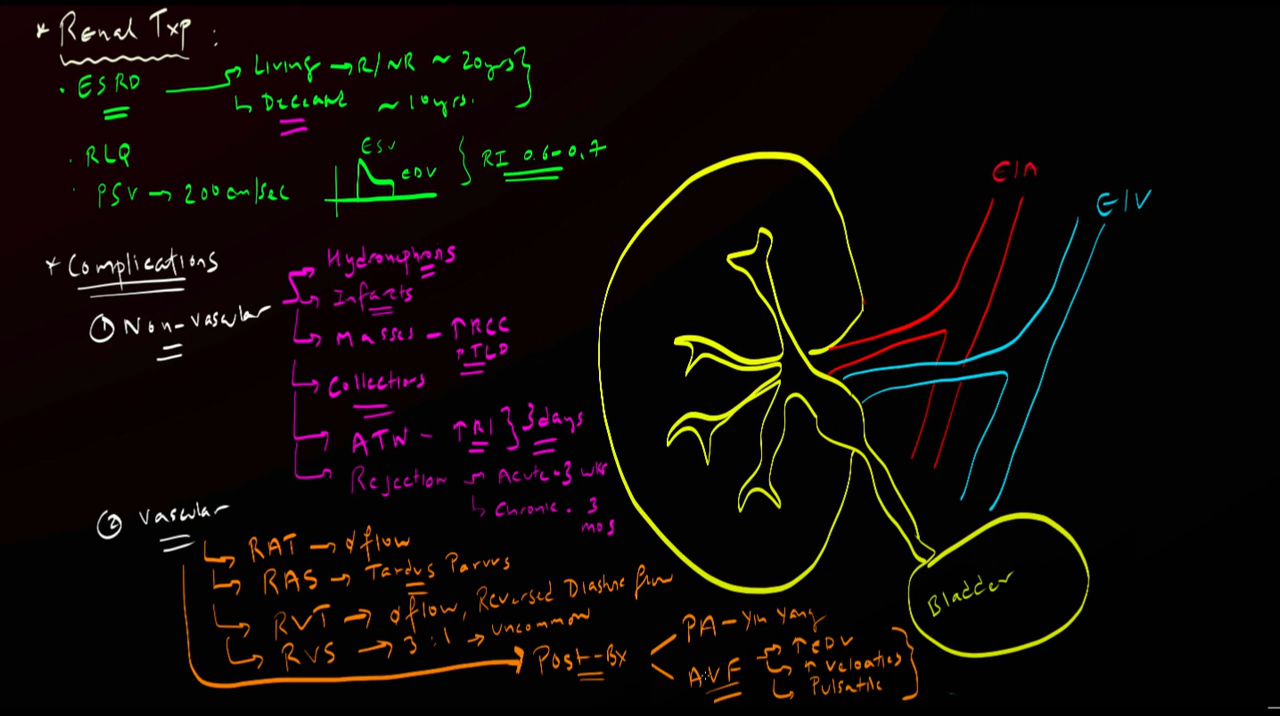 * Renal Txp :
• ESRD → Living → R/NR ~ 20yrs.
↳ Deceased ~ 10yrs.
• RLQ
• PSV → 200 cm/sec
ESV
EDV
RI 0.6-0.7
* Complications
① Non-vascular
Hydronephrosis
Infarcts
Masses - ↑RCC
PTLD
Collections
ATN - ↑RI } 3 days
Rejection → Acute - 3 wks
↳ Chronic - 3 mos
② Vascular
RAT → ∅ flow
RAS → Tardus Parvus
RVT → ∅ flow, Reversed Diastolic flow
RVS → 3:1 → uncommon
Post-Bx
PA - Yin Yang
AVF → ↑ EDV
↳ ↑ Velocities
↳ Pulsatile
EIA
EIV
Bladder